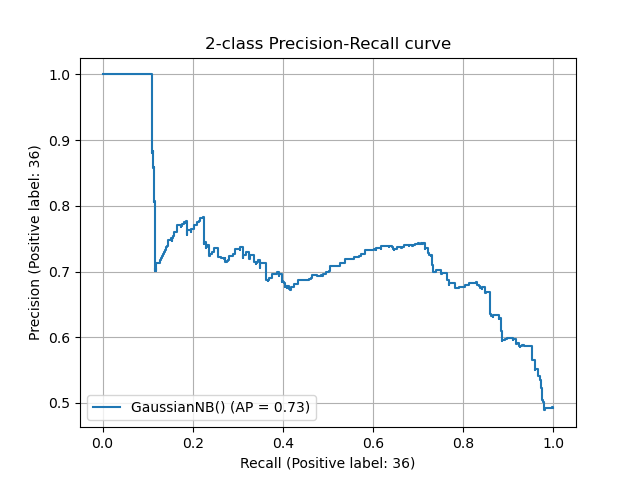 2-class Precision-Recall curve
1.0
0.9
0.8
0.7
0.6
0.5
Precision (Positive label: 36)
GaussianNB() (AP = 0.73)
0.0 0.2 0.4 0.6 0.8 1.0
Recall (Positive label: 36)